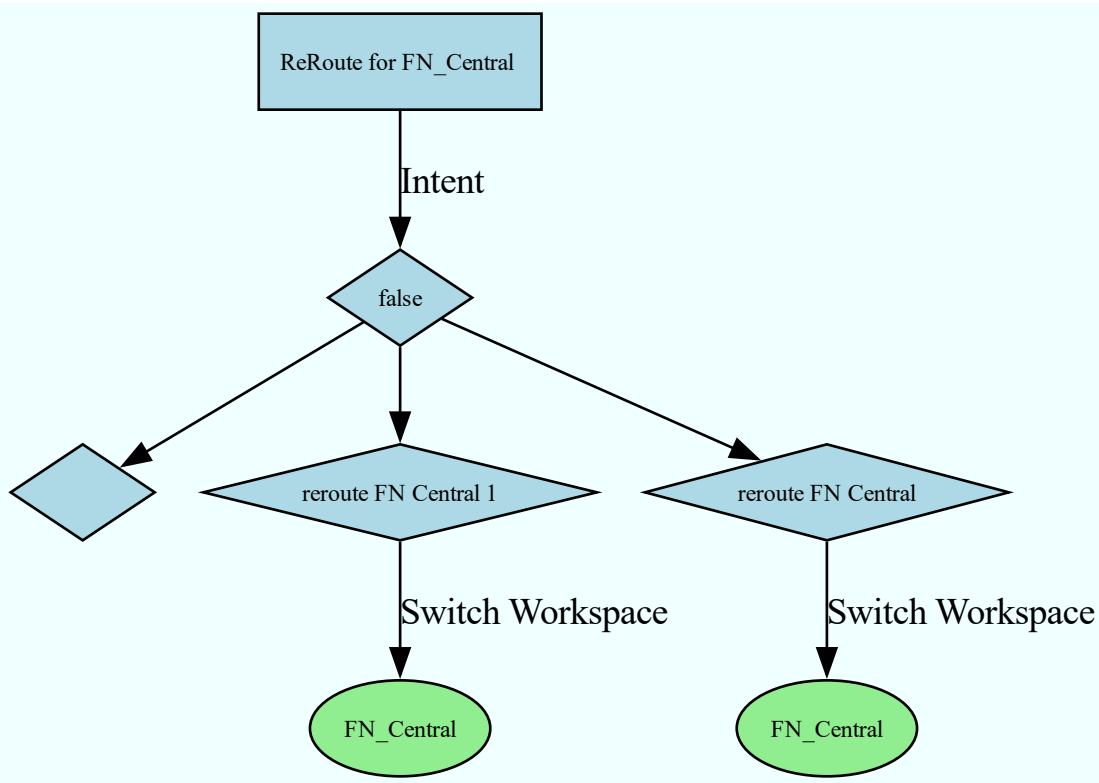 ReRoute for FN_Central
Intent
false
reroute FN Central 1
reroute FN Central
Switch Workspace
Switch Workspace
FN_Central
FN_Central